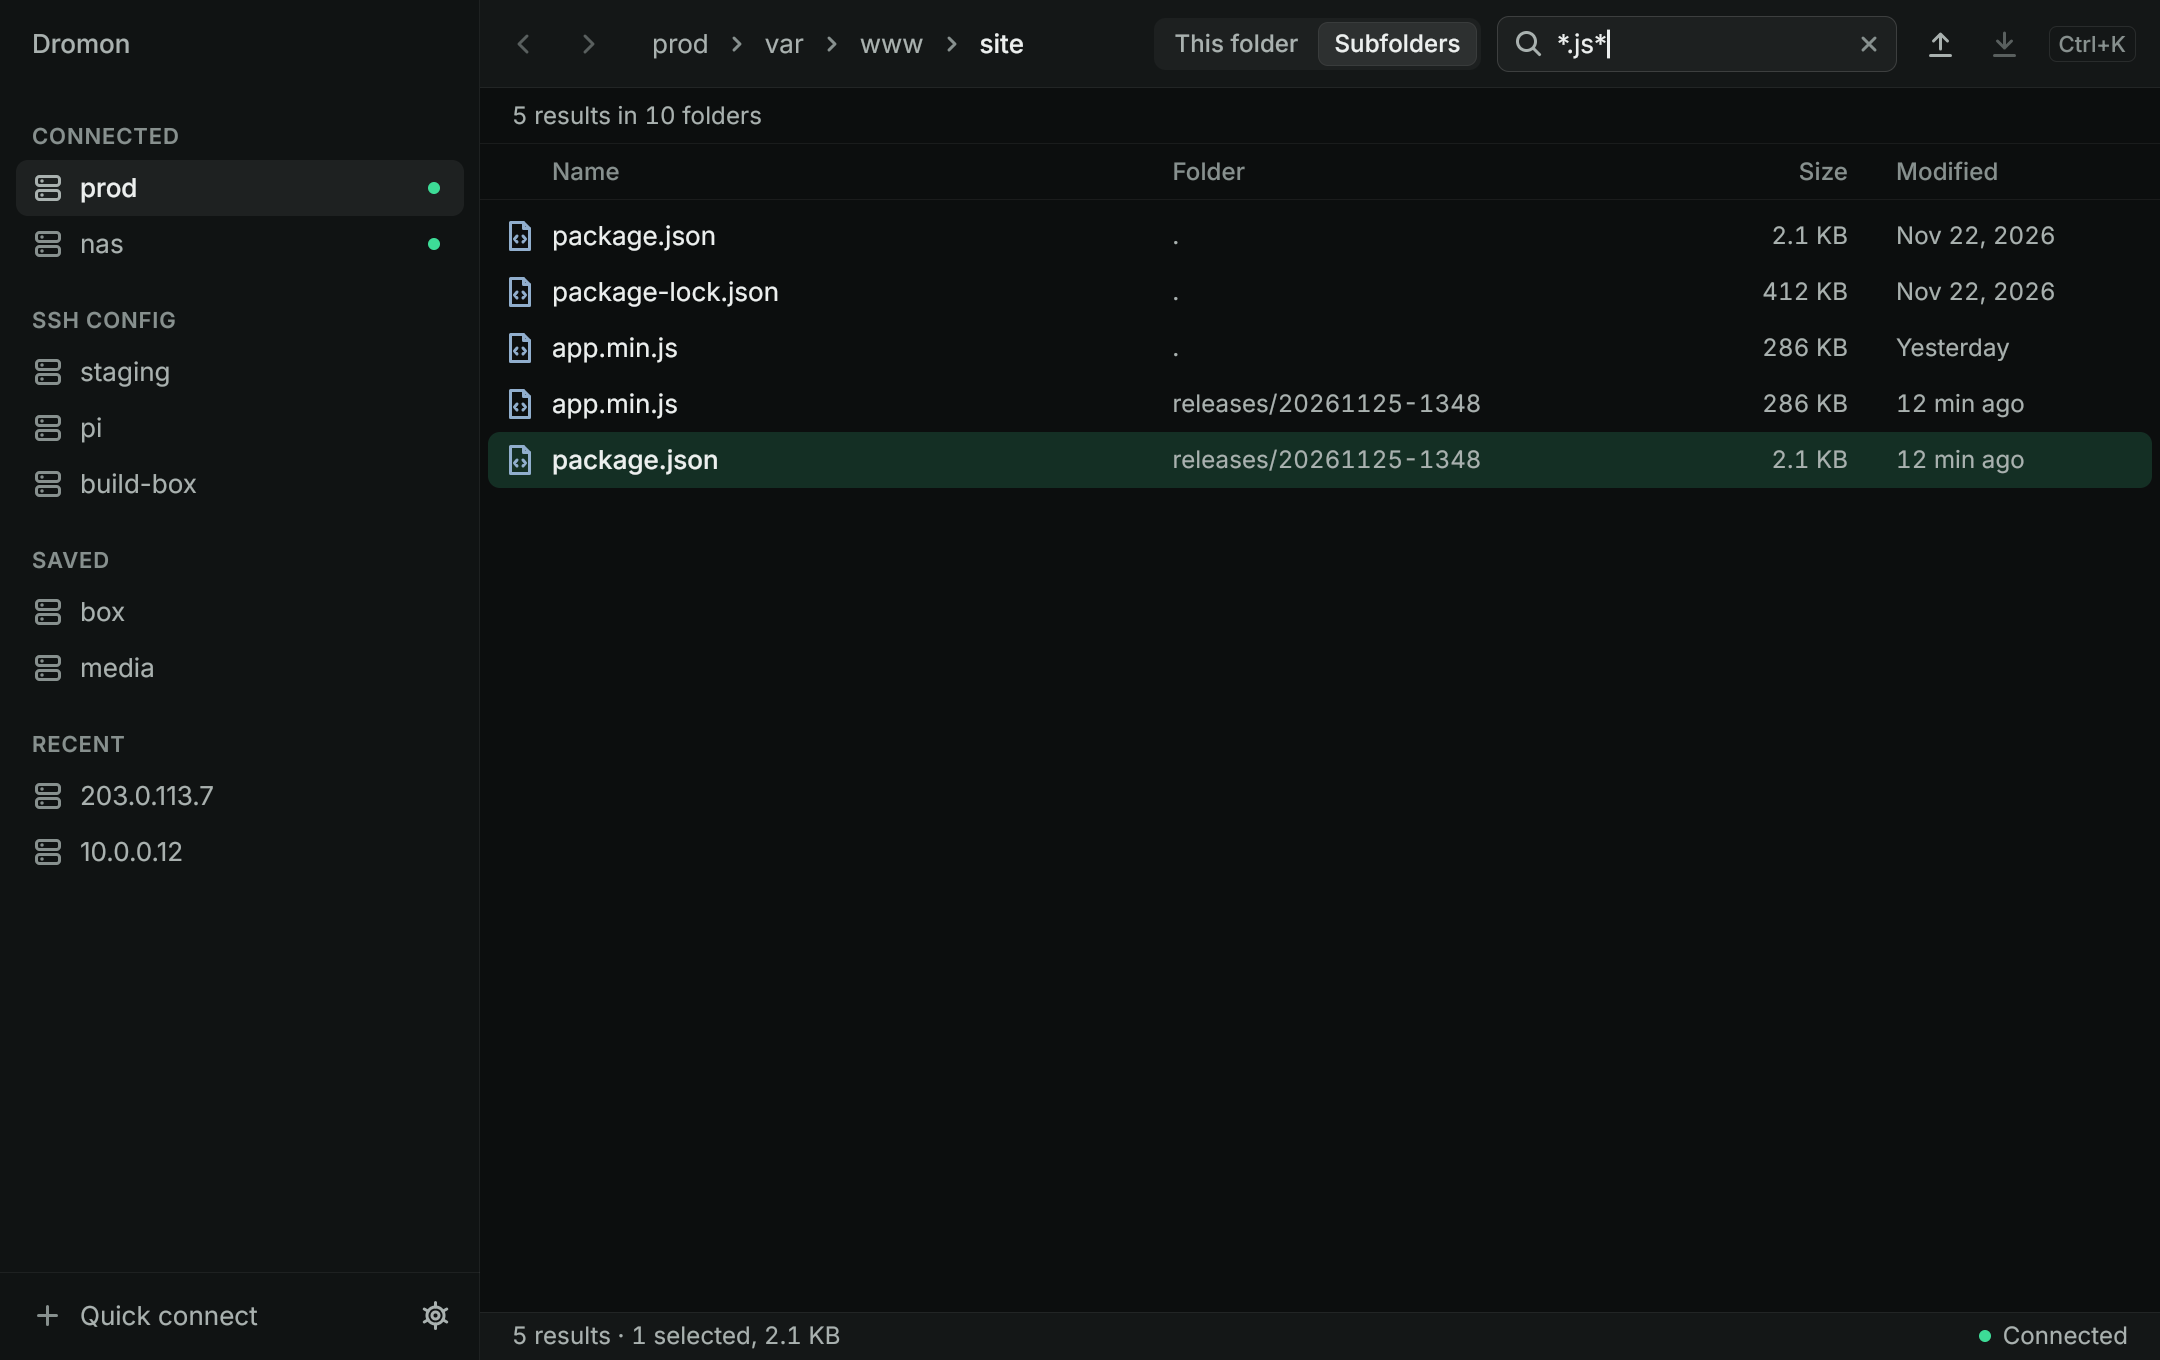 Dromon
CONNECTED
prod
nas
SSH CONFIG
staging
pi
build-box
SAVED
box
media
RECENT
203.0.113.7
10.0.0.12
Quick connect
prod > var > www > site
This folder Subfolders
*.js*
Ctrl+K
5 results in 10 folders
Name Folder Size Modified
package.json . 2.1 KB Nov 22, 2026
package-lock.json . 412 KB Nov 22, 2026
app.min.js . 286 KB Yesterday
app.min.js releases/20261125-1348 286 KB 12 min ago
package.json releases/20261125-1348 2.1 KB 12 min ago
5 results · 1 selected, 2.1 KB
Connected